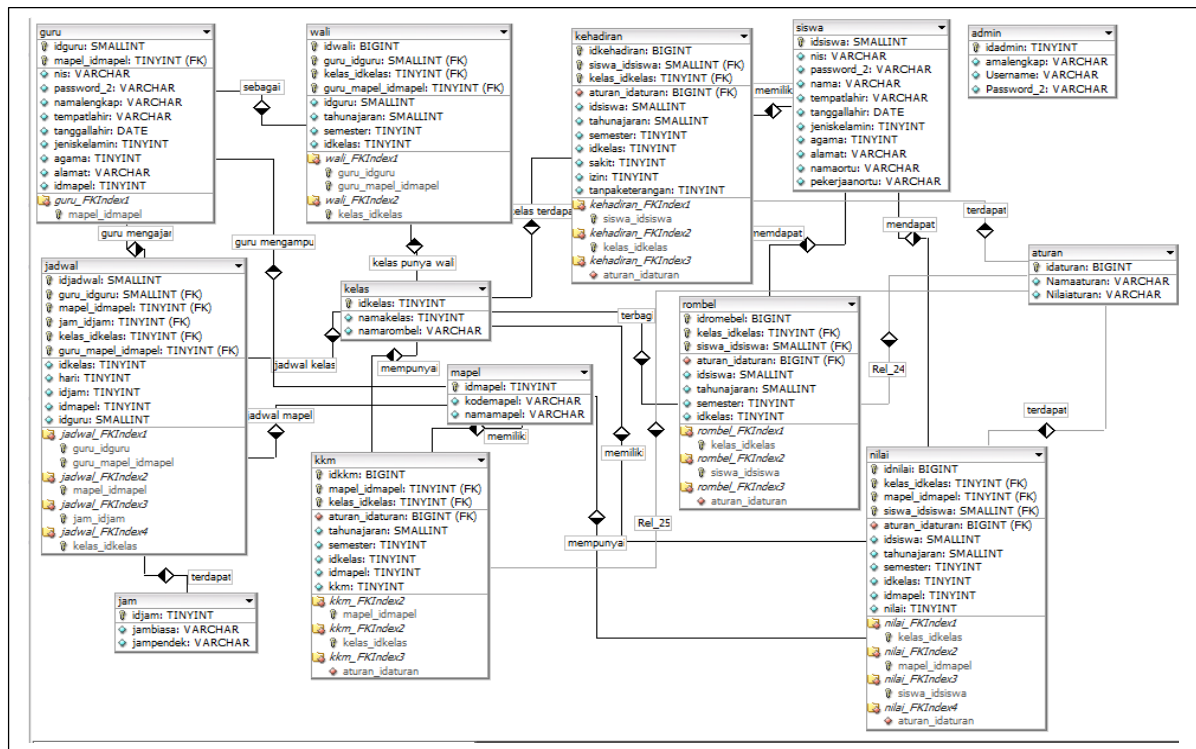 guru
idguru: SMALLINT
mapel_idmapel: TINYINT (FK)
nis: VARCHAR
password_2: VARCHAR
namalengkap: VARCHAR
tempatlahir: VARCHAR
tanggallahir: DATE
jeniskelamin: TINYINT
agama: TINYINT
alamat: VARCHAR
idmapel: TINYINT
guru_FKIndex1
mapel_idmapel
wali
idwali: BIGINT
guru_idguru: SMALLINT (FK)
kelas_idkelas: TINYINT (FK)
guru_mapel_idmapel: TINYINT (FK)
idguru: SMALLINT
tahunajaran: SMALLINT
semester: TINYINT
idkelas: TINYINT
wali_FKIndex1
guru_idguru
guru_mapel_idmapel
wali_FKIndex2
kelas_idkelas
kehadiran
idkehadiran: BIGINT
siswa_idsiswa: SMALLINT (FK)
kelas_idkelas: TINYINT (FK)
aturan_idaturan: BIGINT (FK)
idsiswa: SMALLINT
tahunajaran: SMALLINT
semester: TINYINT
idkelas: TINYINT
sakit: TINYINT
izin: TINYINT
tanpaketerangan: TINYINT
kehadiran_FKIndex1
siswa_idsiswa
kehadiran_FKIndex2
kelas_idkelas
kehadiran_FKIndex3
aturan_idaturan
siswa
idsiswa: SMALLINT
nis: VARCHAR
password_2: VARCHAR
nama: VARCHAR
tempatlahir: VARCHAR
tanggallahir: DATE
jeniskelamin: TINYINT
agama: TINYINT
alamat: VARCHAR
namaortu: VARCHAR
pekerjaanortu: VARCHAR
admin
idadmin: TINYINT
amalengkap: VARCHAR
Username: VARCHAR
Password_2: VARCHAR
sebagai
memilik
kelas terdapa
memdapat
mendapat
terdapat
guru mengajar
guru mengampu
kelas punya wali
jadwal
idjadwal: SMALLINT
guru_idguru: SMALLINT (FK)
mapel_idmapel: TINYINT (FK)
jam_idjam: TINYINT (FK)
kelas_idkelas: TINYINT (FK)
guru_mapel_idmapel: TINYINT (FK)
idkelas: TINYINT
hari: TINYINT
idjam: TINYINT
idmapel: TINYINT
idguru: SMALLINT
jadwal_FKIndex1
guru_idguru
guru_mapel_idmapel
jadwal_FKIndex2
mapel_idmapel
jadwal_FKIndex3
jam_idjam
jadwal_FKIndex4
kelas_idkelas
kelas
idkelas: TINYINT
namakelas: TINYINT
namarombel: VARCHAR
aturan
idaturan: BIGINT
Namaaturan: VARCHAR
Nilaiaturan: VARCHAR
rombel
idromebel: BIGINT
kelas_idkelas: TINYINT (FK)
siswa_idsiswa: SMALLINT (FK)
aturan_idaturan: BIGINT (FK)
idsiswa: SMALLINT
tahunajaran: SMALLINT
semester: TINYINT
idkelas: TINYINT
rombel_FKIndex1
kelas_idkelas
rombel_FKIndex2
siswa_idsiswa
rombel_FKIndex3
aturan_idaturan
terbagi
jadwal kelas
mempunyai
Rel_24
mapel
idmapel: TINYINT
kodemapel: VARCHAR
namamapel: VARCHAR
jadwal mapel
memilik
memilik
terdapat
kkm
idkkm: BIGINT
mapel_idmapel: TINYINT (FK)
kelas_idkelas: TINYINT (FK)
aturan_idaturan: BIGINT (FK)
tahunajaran: SMALLINT
semester: TINYINT
idkelas: TINYINT
idmapel: TINYINT
kkm: TINYINT
kkm_FKIndex2
mapel_idmapel
kkm_FKIndex2
kelas_idkelas
kkm_FKIndex3
aturan_idaturan
Rel_25
mempunyai
nilai
idnilai: BIGINT
kelas_idkelas: TINYINT (FK)
mapel_idmapel: TINYINT (FK)
siswa_idsiswa: SMALLINT (FK)
aturan_idaturan: BIGINT (FK)
idsiswa: SMALLINT
tahunajaran: SMALLINT
semester: TINYINT
idkelas: TINYINT
idmapel: TINYINT
nilai: TINYINT
nilai_FKIndex1
kelas_idkelas
nilai_FKIndex2
mapel_idmapel
nilai_FKIndex3
siswa_idsiswa
nilai_FKIndex4
aturan_idaturan
terdapat
jam
idjam: TINYINT
jambiasa: VARCHAR
jampendek: VARCHAR